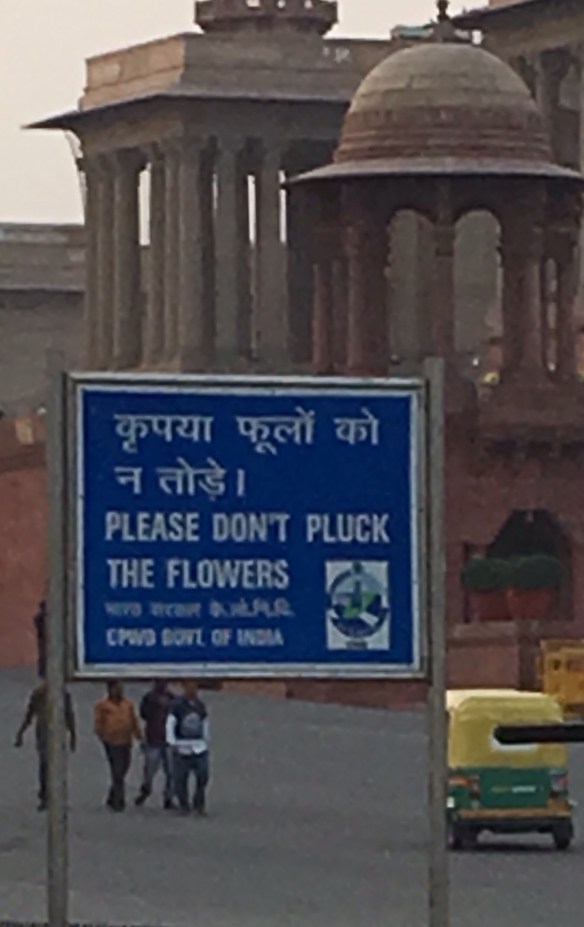 कृपया फूलों को
न तोड़े।
PLEASE DON'T PLUCK
THE FLOWERS
भारत सरकार के.लो.नि.वि.
CPWD GOVT. OF INDIA